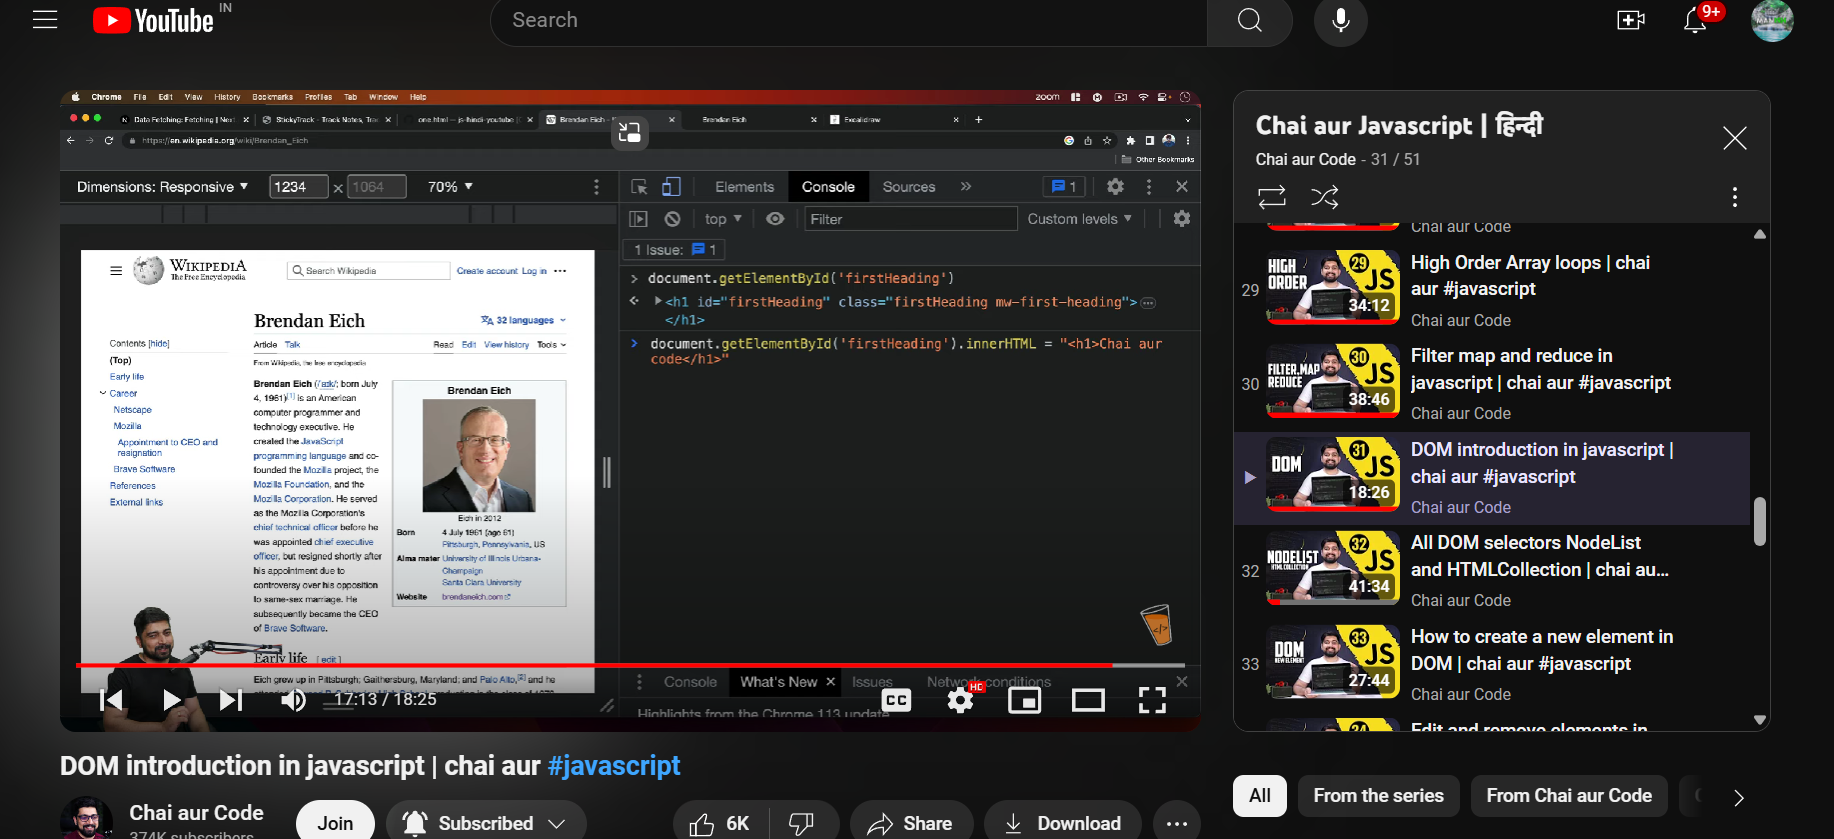 YouTube IN
Search
9+
Chrome File Edit View History Bookmarks Profiles Tab Window Help
zoom
Data Fetching: Fetching | Next
StickyTrack - Track Notes, Tra
one.html — js-hindi-youtube
Brendan Eich -
Brendan Eich
Excalidraw
https://en.wikipedia.org/wiki/Brendan_Eich
Other Bookmarks
Dimensions: Responsive 1234 × 1064 70%
Elements Console Sources » 1
top Filter Custom levels
1 Issue: 1
> document.getElementById('firstHeading')
<h1 id="firstHeading" class="firstHeading mw-first-heading">
</h1>
> document.getElementById('firstHeading').innerHTML = "<h1>Chai aur
code</h1>"
WIKIPEDIA
The Free Encyclopedia
Search Wikipedia
Create account Log in
Brendan Eich
32 languages
Article Talk Read Edit View history Tools
From Wikipedia, the free encyclopedia
Contents [hide]
(Top)
Early life
Career
Netscape
Mozilla
Appointment to CEO and
resignation
Brave Software
References
External links
Brendan Eich (/aɪk/; born July
4, 1961)[1] is an American
computer programmer and
technology executive. He
created the JavaScript
programming language and co-
founded the Mozilla project, the
Mozilla Foundation, and the
Mozilla Corporation. He served
as the Mozilla Corporation's
chief technical officer before he
was appointed chief executive
officer, but resigned shortly after
his appointment due to
controversy over his opposition
to same-sex marriage. He
subsequently became the CEO
of Brave Software.
Brendan Eich
Eich in 2012
Born 4 July 1961 (age 61)
Pittsburgh, Pennsylvania, US
Alma mater University of Illinois Urbana-
Champaign
Santa Clara University
Website brendaneich.com
Early life [edit]
Eich grew up in Pittsburgh; Gaithersburg, Maryland; and Palo Alto,[2] and he
</>
Console What's New × Issues Network conditions
Highlights from the Chrome 113 update
17:13 / 18:25
CC
HD
DOM introduction in javascript | chai aur #javascript
Chai aur Code
374K subscribers
Join
Subscribed
6K
Share
Download
Chai aur Javascript | हिन्दी
Chai aur Code - 31 / 51
Chai aur Code
29
HIGH
ORDER
29
JS
34:12
High Order Array loops | chai
aur #javascript
Chai aur Code
30
FILTER,MAP
REDUCE
30
JS
38:46
Filter map and reduce in
javascript | chai aur #javascript
Chai aur Code
DOM
31
JS
18:26
DOM introduction in javascript |
chai aur #javascript
Chai aur Code
32
NODELIST
HTMLCOLLECTION
32
JS
41:34
All DOM selectors NodeList
and HTMLCollection | chai au...
Chai aur Code
33
DOM
NEW ELEMENT
33
JS
27:44
How to create a new element in
DOM | chai aur #javascript
Chai aur Code
34
Edit and remove elements in
All
From the series
From Chai aur Code